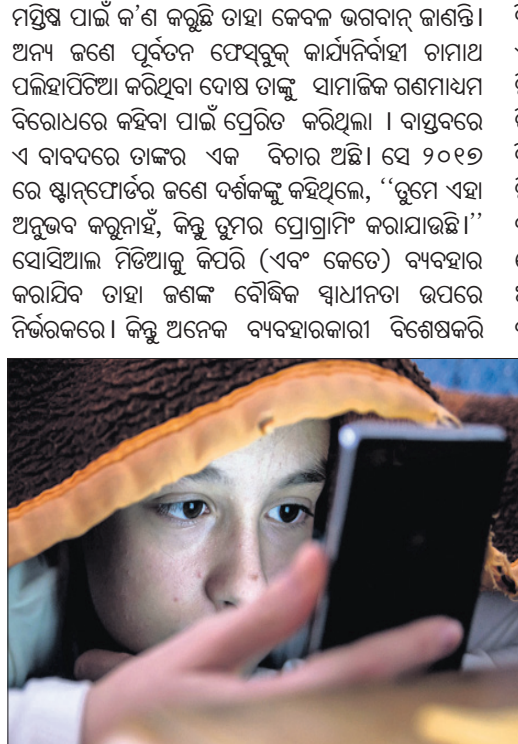 ମସ୍ତିଷ୍କ ପାଇଁ କ’ଣ କରୁଛି ତାହା କେବଳ ଭଗବାନ୍ ଜାଣନ୍ତି।
ଅନ୍ୟ ଜଣେ ପୂର୍ବତନ ଫେସ୍‌ବୁକ୍ କାର୍ଯ୍ୟନିର୍ବାହୀ ଚାମାଥ
ପଲିହାପିଟିଆ କରିଥିବା ଦୋଷ ତାଙ୍କୁ ସାମାଜିକ ଗଣମାଧ୍ୟମ
ବିରୋଧରେ କହିବା ପାଇଁ ପ୍ରେରିତ କରିଥିଲା । ବାସ୍ତବରେ
ଏ ବାବଦରେ ତାଙ୍କର ଏକ ବିଚାର ଅଛି। ସେ ୨୦୧୭
ରେ ଷ୍ଟାନ୍‌ଫୋର୍ଡର ଜଣେ ଦର୍ଶକଙ୍କୁ କହିଥିଲେ, ‘‘ତୁମେ ଏହା
ଅନୁଭବ କରୁନାହଁ, କିନ୍ତୁ ତୁମର ପ୍ରୋଗ୍ରାମିଂ କରାଯାଉଛି।’’
ସୋସିଆଲ ମିଡିଆକୁ କିପରି (ଏବଂ କେତେ) ବ୍ୟବହାର
କରାଯିବ ତାହା ଜଣଙ୍କ ବୌଦ୍ଧିକ ସ୍ୱାଧୀନତା ଉପରେ
ନିର୍ଭରକରେ। କିନ୍ତୁ ଅନେକ ବ୍ୟବହାରକାରୀ ବିଶେଷକରି